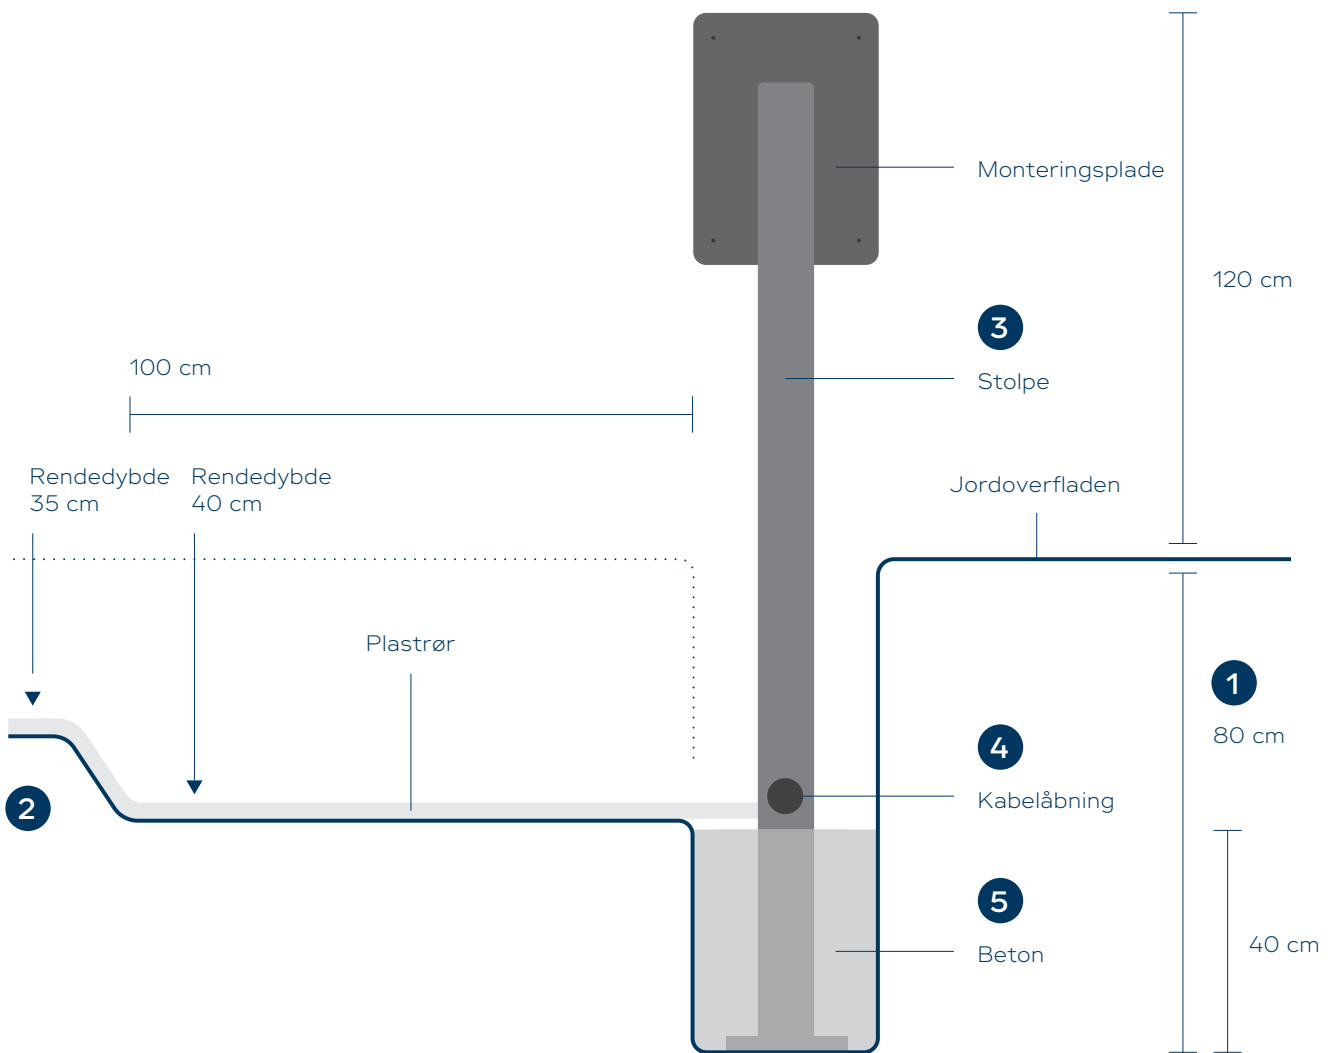 Monteringsplade
120 cm
3
Stolpe
100 cm
Rendedybde
35 cm
Rendedybde
40 cm
Jordoverfladen
Plastrør
1
80 cm
4
Kabelåbning
2
5
Beton
40 cm